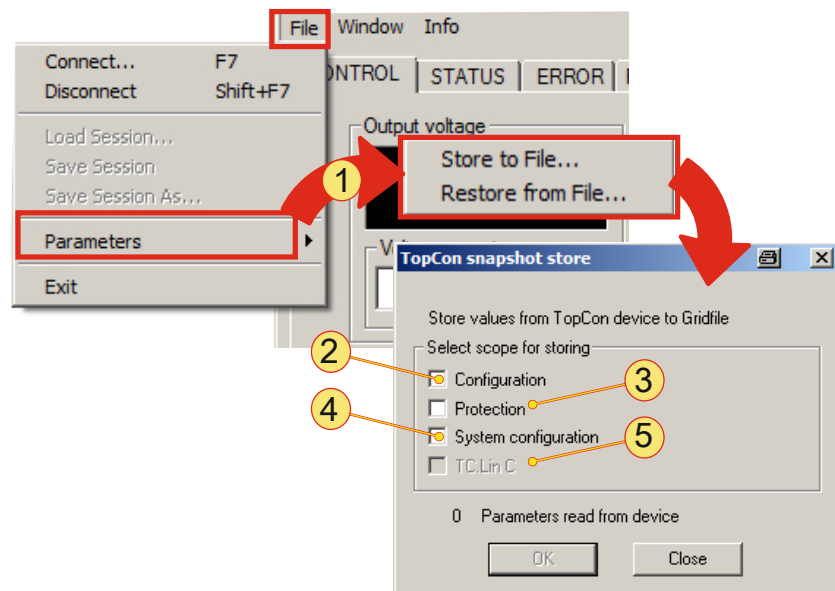 File Window Info
Connect... F7
Disconnect Shift+F7
Load Session...
Save Session
Save Session As...
Parameters
Exit
ONTROL STATUS ERROR
Output voltage
1
Store to File...
Restore from File...
TopCon snapshot store
Store values from TopCon device to Gridfile
Select scope for storing
2
Configuration
3
Protection
4
System configuration
5
TC.Lin C
0 Parameters read from device
OK Close